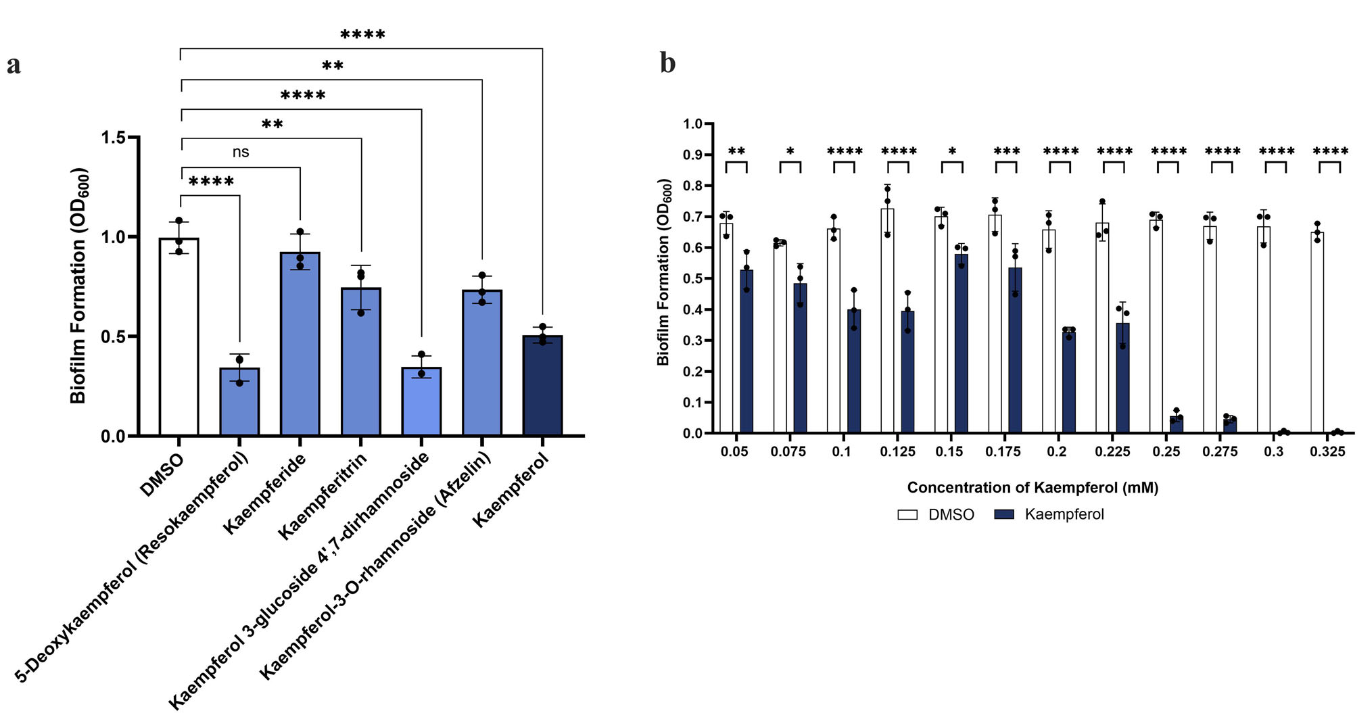 a
****
**
****
**
ns
****
1.5
1.0
0.5
0.0
Biofilm Formation (OD600)
DMSO
5-Deoxykaempferol (Resokaempferol)
Kaempferide
Kaempferitrin
Kaempferol 3-glucoside 4',7-dirhamnoside
Kaempferol-3-O-rhamnoside (Afzelin)
Kaempferol
b
1.0
0.9
0.8
0.7
0.6
0.5
0.4
0.3
0.2
0.1
0.0
Biofilm Formation (OD600)
** * **** **** * *** **** **** **** **** **** ****
0.05 0.075 0.1 0.125 0.15 0.175 0.2 0.225 0.25 0.275 0.3 0.325
Concentration of Kaempferol (mM)
DMSO Kaempferol